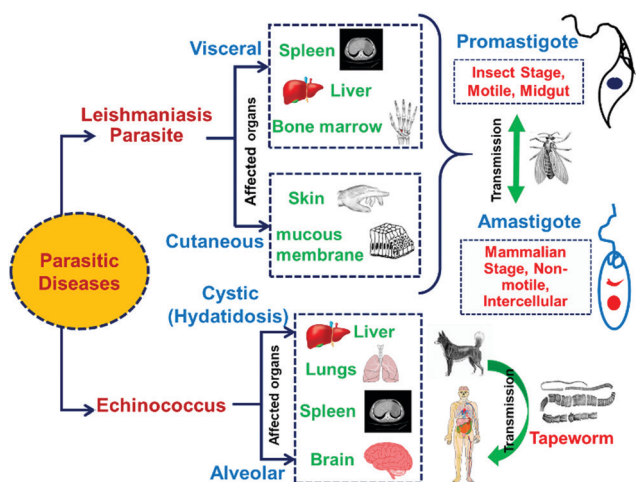 Visceral
Spleen
Liver
Bone marrow
Affected organs
Leishmaniasis
Parasite
Skin
mucous
membrane
Cutaneous
Promastigote
Insect Stage,
Motile, Midgut
Transmission
Amastigote
Mammalian
Stage, Non-
motile,
Intercellular
Parasitic
Diseases
Cystic
(Hydatidosis)
Liver
Lungs
Spleen
Brain
Affected organs
Echinococcus
Alveolar
Transmission
Tapeworm